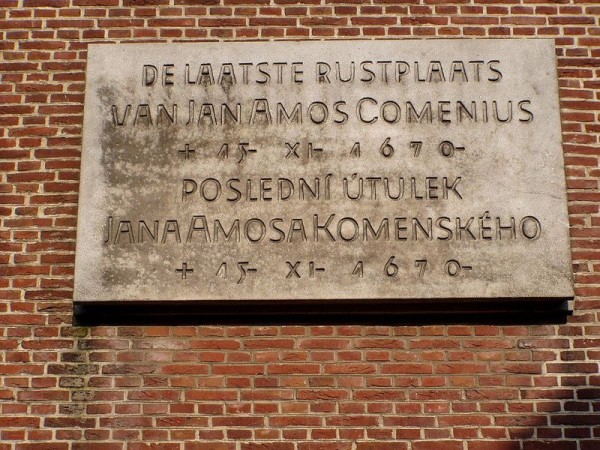 DE LAATSTE RUSTPLAATS
VAN JAN AMOS COMENIUS
+ 15- XI- 1670-
POSLEDNÍ ÚTULEK
JANA AMOSA KOMENSKÉHO
+ 15- XI- 1670-